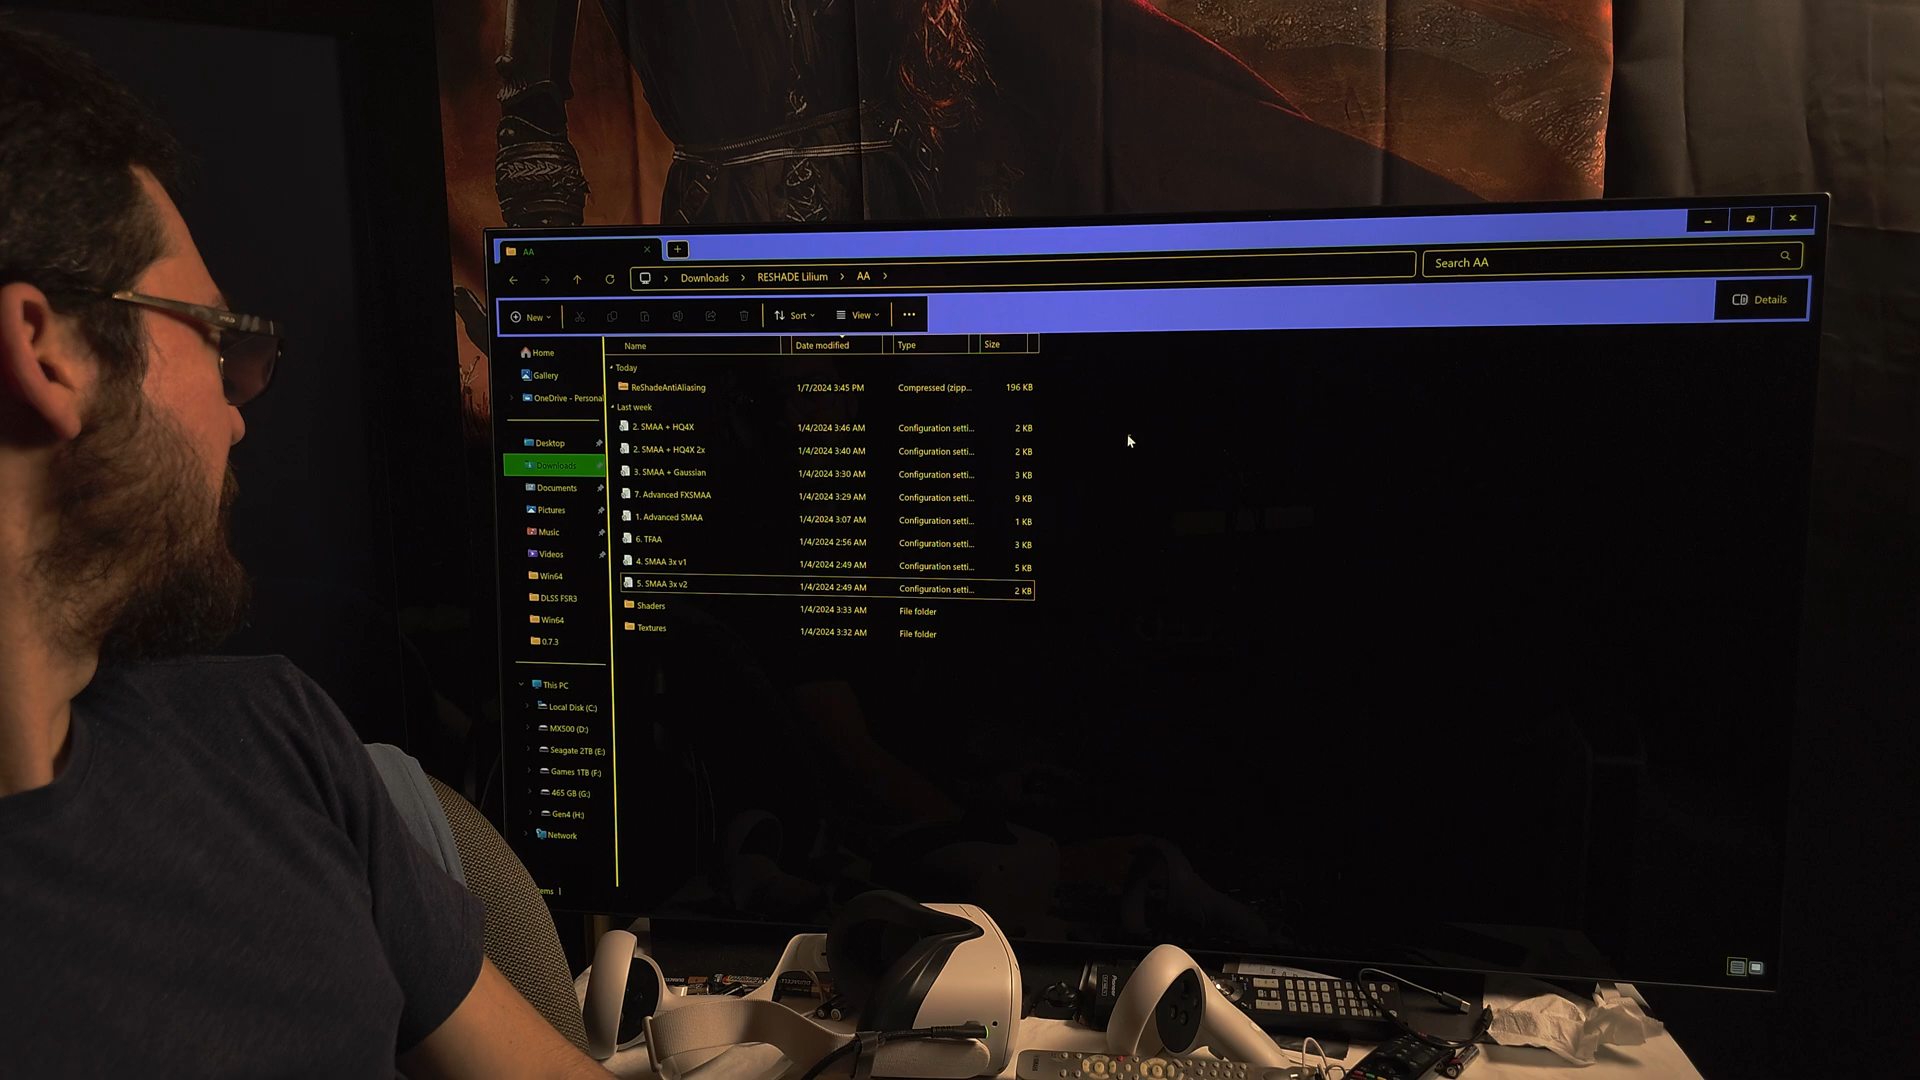 AA
Downloads
RESHADE Lilium
AA
Search AA
New
Sort
View
Details
Name Date modified Type Size
Today
ReShadeAntiAliasing 1/7/2024 3:45 PM Compressed (zipp... 196 KB
Last week
2. SMAA + HQ4X 1/4/2024 3:46 AM Configuration setti... 2 KB
2. SMAA + HQ4X 2x 1/4/2024 3:40 AM Configuration setti... 2 KB
3. SMAA + Gaussian 1/4/2024 3:30 AM Configuration setti... 3 KB
7. Advanced FXSMAA 1/4/2024 3:29 AM Configuration setti... 9 KB
1. Advanced SMAA 1/4/2024 3:07 AM Configuration setti... 1 KB
6. TFAA 1/4/2024 2:56 AM Configuration setti... 3 KB
4. SMAA 3x v1 1/4/2024 2:49 AM Configuration setti... 5 KB
5. SMAA 3x v2 1/4/2024 2:49 AM Configuration setti... 2 KB
Shaders 1/4/2024 3:33 AM File folder
Textures 1/4/2024 3:32 AM File folder
Home
Gallery
OneDrive - Personal
Desktop
Downloads
Documents
Pictures
Music
Videos
Win64
DLSS FSR3
Win64
0.7.3
This PC
Local Disk (C:)
MX500 (D:)
Seagate 2TB (E:)
Games 1TB (F:)
465 GB (G:)
Gen4 (H:)
Network
DURACELL
Pioneer